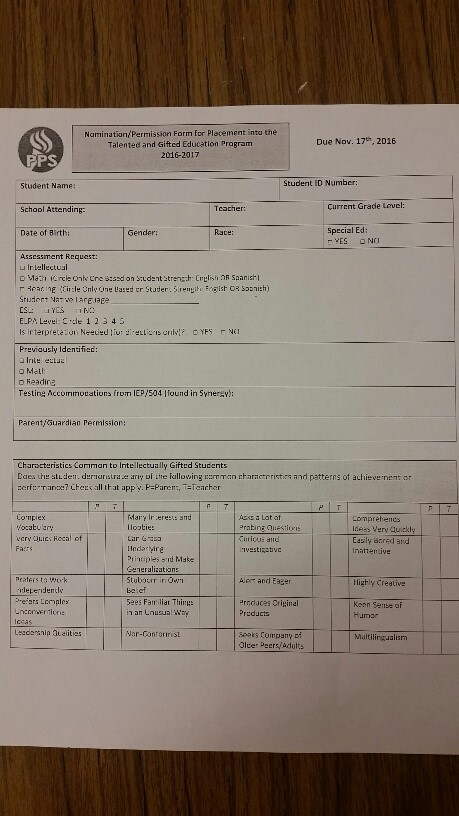 PPS
Nomination/Permission Form for Placement into the
Talented and Gifted Education Program
2016-2017
Due Nov. 17th, 2016
Student Name: Student ID Number:
School Attending: Teacher: Current Grade Level:
Date of Birth: Gender: Race: Special Ed:
□ YES □ NO
Assessment Request:
□ Intellectual
□ Math (Circle Only One Based on Student Strength: English OR Spanish)
□ Reading (Circle Only One Based on Student Strength: English OR Spanish)
Student Native Language
ESL: □ YES □ NO
ELPA Level: Circle 1 2 3 4 5
Is Interpretation Needed (for directions only)? □ YES □ NO
Previously Identified:
□ Intellectual
□ Math
□ Reading
Testing Accommodations from IEP/504 (found in Synergy):
Parent/Guardian Permission:
Characteristics Common to Intellectually Gifted Students
Does the student demonstrate any of the following common characteristics and patterns of achievement or
performance? Check all that apply. P=Parent, T=Teacher
P T P T P T P T
Complex
Vocabulary
Many Interests and
Hobbies
Asks a Lot of
Probing Questions
Comprehends
Ideas Very Quickly
Very Quick Recall of
Facts
Can Grasp
Underlying
Principles and Make
Generalizations
Curious and
Investigative
Easily Bored and
Inattentive
Prefers to Work
Independently
Stubborn in Own
Belief
Alert and Eager
Highly Creative
Prefers Complex
Unconventional
Ideas
Sees Familiar Things
in an Unusual Way
Produces Original
Products
Keen Sense of
Humor
Leadership Qualities
Non-Conformist
Seeks Company of
Older Peers/Adults
Multilingualism